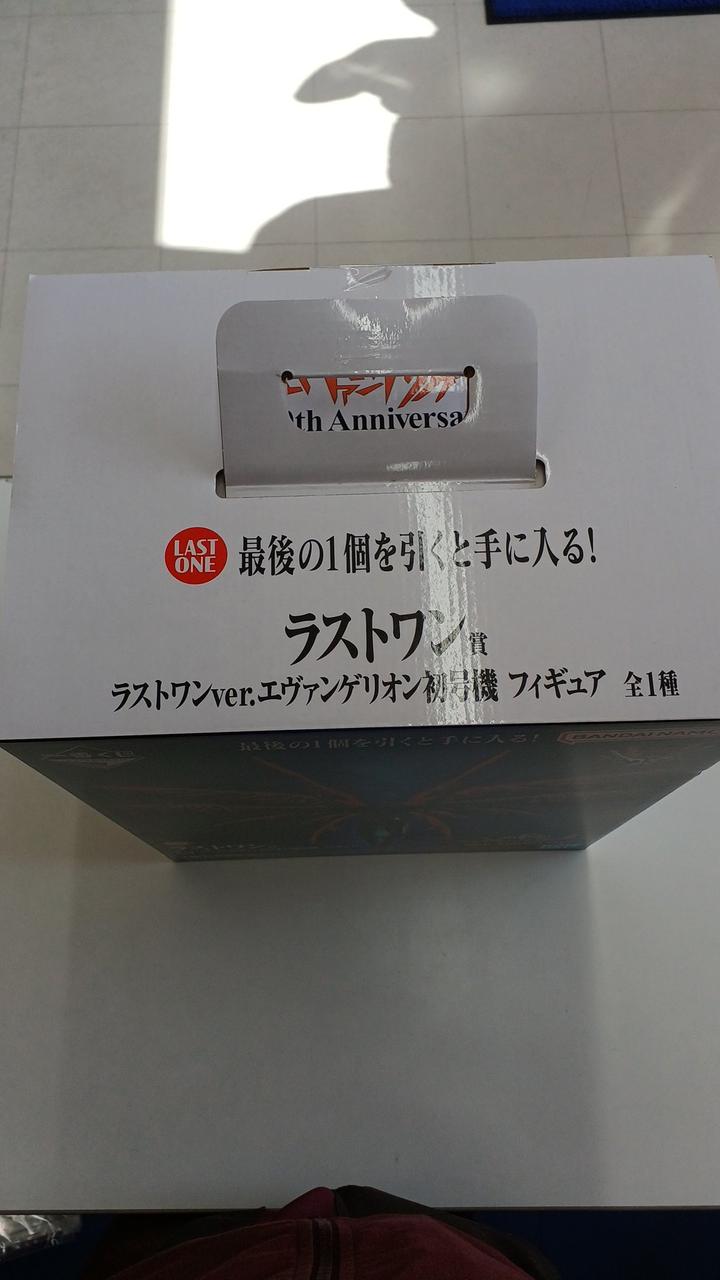 th Anniversa
LAST
ONE
最後の1個を引くと手に入る!
ラストワン賞
ラストワンver.エヴァンゲリオン初号機 フィギュア 全1種
最後の1個を引くと手に入る!
BANDAI NAMCO